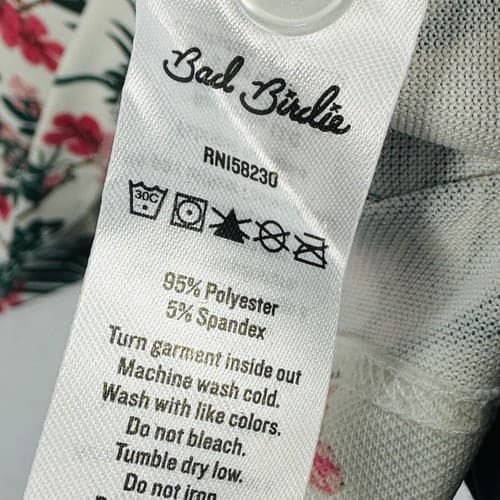 Bad Birdie
RN158230
30C
95% Polyester
5% Spandex
Turn garment inside out
Machine wash cold.
Wash with like colors.
Do not bleach.
Tumble dry low.
Do not iron.